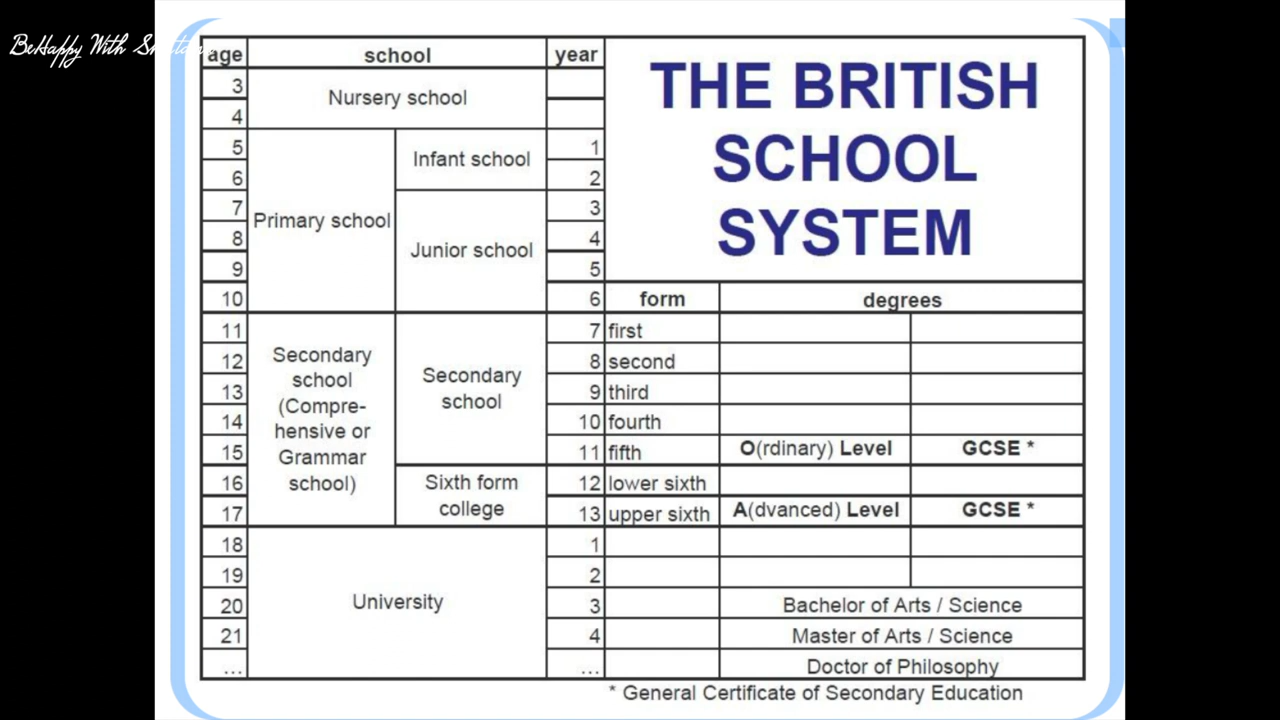 BeHappy With
age school year
THE BRITISH
SCHOOL
SYSTEM
3
Nursery school
4
5 1
Infant school
6 2
7 3
Primary school
8 4
Junior school
9 5
10 6 form degrees
11 7 first
12 8 second
Secondary
school
(Compre-
hensive or
Grammar
school)
Secondary
school
13 9 third
14 10 fourth
15 11 fifth O(rdinary) Level GCSE *
16 12 lower sixth
Sixth form
college
17 13 upper sixth A(dvanced) Level GCSE *
18 1
19 2
University
20 3 Bachelor of Arts / Science
21 4 Master of Arts / Science
... ... Doctor of Philosophy
* General Certificate of Secondary Education